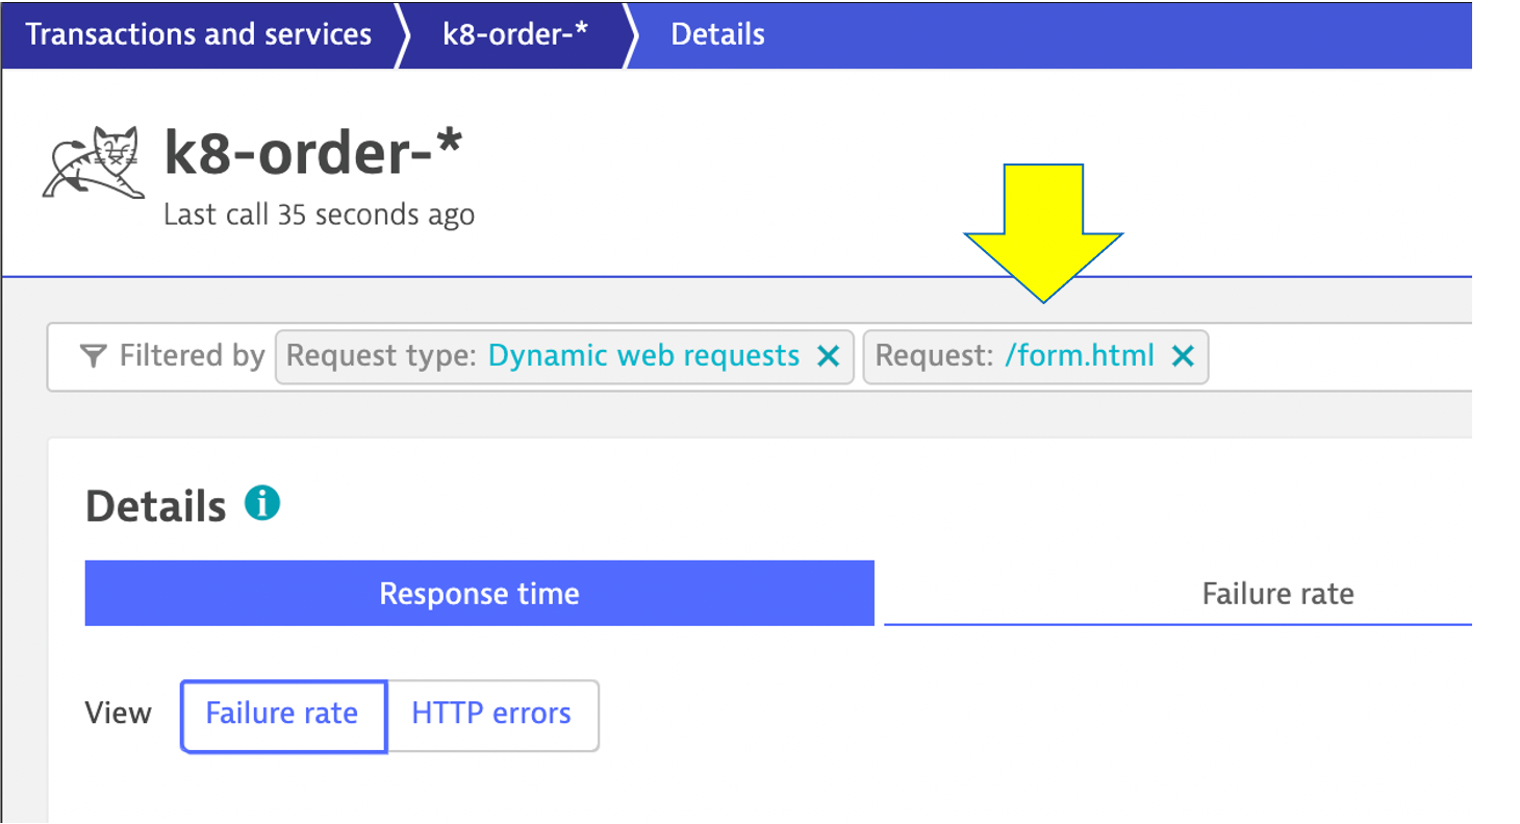 Transactions and services k8-order-* Details
k8-order-*
Last call 35 seconds ago
Filtered by Request type: Dynamic web requests Request: /form.html
Details
Response time Failure rate
View Failure rate HTTP errors